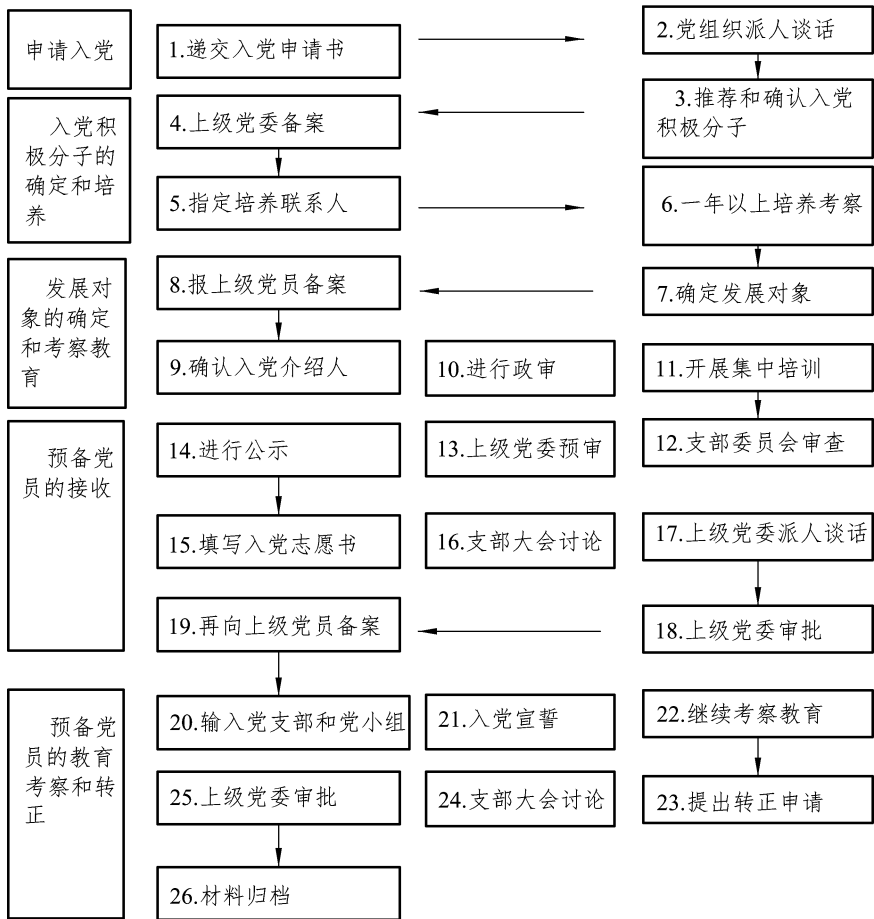 申请入党
1.递交入党申请书
2.党组织派人谈话
入党积
极分子的
确定和培
养
4.上级党委备案
3.推荐和确认入党
积极分子
5.指定培养联系人
6.一年以上培养考察
发展对
象的确定
和考察教
育
8.报上级党员备案
7.确定发展对象
9.确认入党介绍人
10.进行政审
11.开展集中培训
预备党
员的接收
14.进行公示
13.上级党委预审
12.支部委员会审查
15.填写入党志愿书
16.支部大会讨论
17.上级党委派人谈话
19.再向上级党员备案
18.上级党委审批
预备党
员的教育
考察和转
正
20.输入党支部和党小组
21.入党宣誓
22.继续考察教育
25.上级党委审批
24.支部大会讨论
23.提出转正申请
26.材料归档